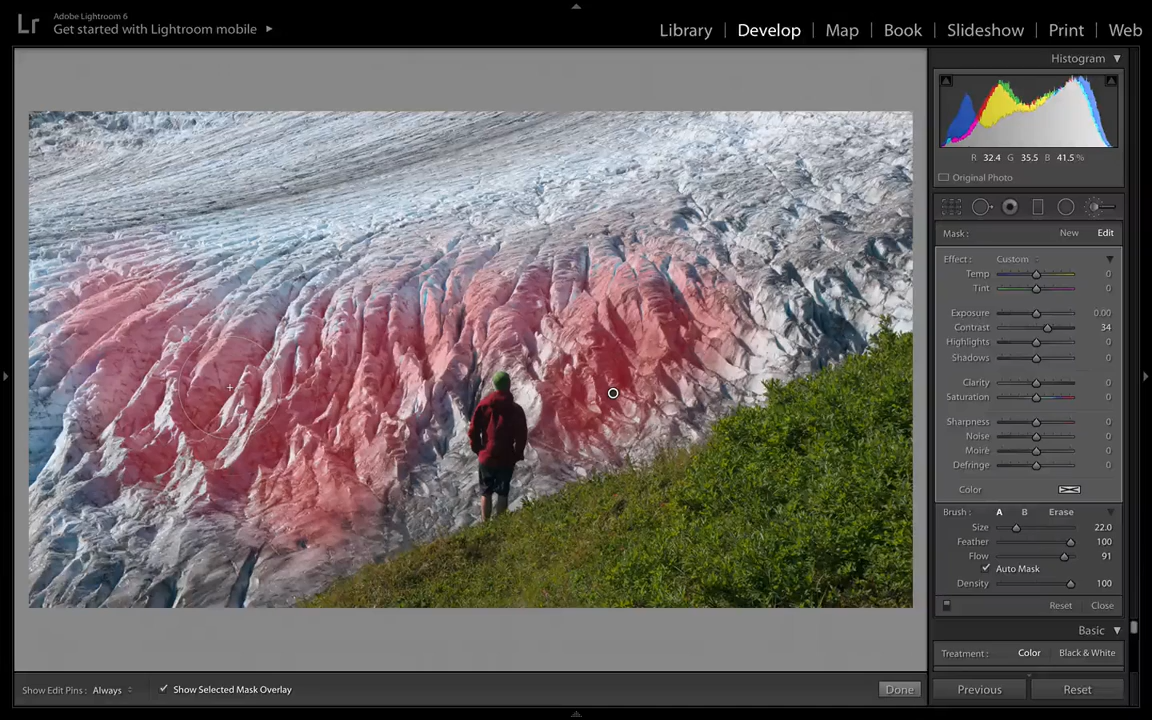 Lr
Adobe Lightroom 6
Get started with Lightroom mobile
Library | Develop | Map | Book | Slideshow | Print | Web
Histogram
R 32.4 G 35.5 B 41.5 %
Original Photo
Mask : New Edit
Effect : Custom
Temp 0
Tint 0
Exposure 0.00
Contrast 34
Highlights 0
Shadows 0
Clarity 0
Saturation 0
Sharpness 0
Noise 0
Moiré 0
Defringe 0
Color
Brush : A B Erase
Size 22.0
Feather 100
Flow 91
Auto Mask
Density 100
Reset Close
Basic
Treatment : Color Black & White
Show Edit Pins : Always Show Selected Mask Overlay Done Previous Reset